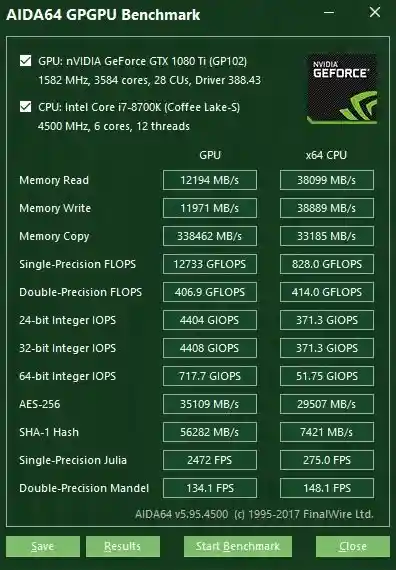 AIDA64 GPGPU Benchmark
GPU: nVIDIA GeForce GTX 1080 Ti (GP102)
1582 MHz, 3584 cores, 28 CUs, Driver 388.43
CPU: Intel Core i7-8700K (Coffee Lake-S)
4500 MHz, 6 cores, 12 threads
NVIDIA
GEFORCE
GPU x64 CPU
Memory Read 12194 MB/s 38099 MB/s
Memory Write 11971 MB/s 38889 MB/s
Memory Copy 338462 MB/s 33185 MB/s
Single-Precision FLOPS 12733 GFLOPS 828.0 GFLOPS
Double-Precision FLOPS 406.9 GFLOPS 414.0 GFLOPS
24-bit Integer IOPS 4404 GIOPS 371.3 GIOPS
32-bit Integer IOPS 4408 GIOPS 371.3 GIOPS
64-bit Integer IOPS 717.7 GIOPS 51.75 GIOPS
AES-256 35109 MB/s 29507 MB/s
SHA-1 Hash 56282 MB/s 7421 MB/s
Single-Precision Julia 2472 FPS 275.0 FPS
Double-Precision Mandel 134.1 FPS 148.1 FPS
AIDA64 v5.95.4500 (c) 1995-2017 FinalWire Ltd.
Save Results Start Benchmark Close